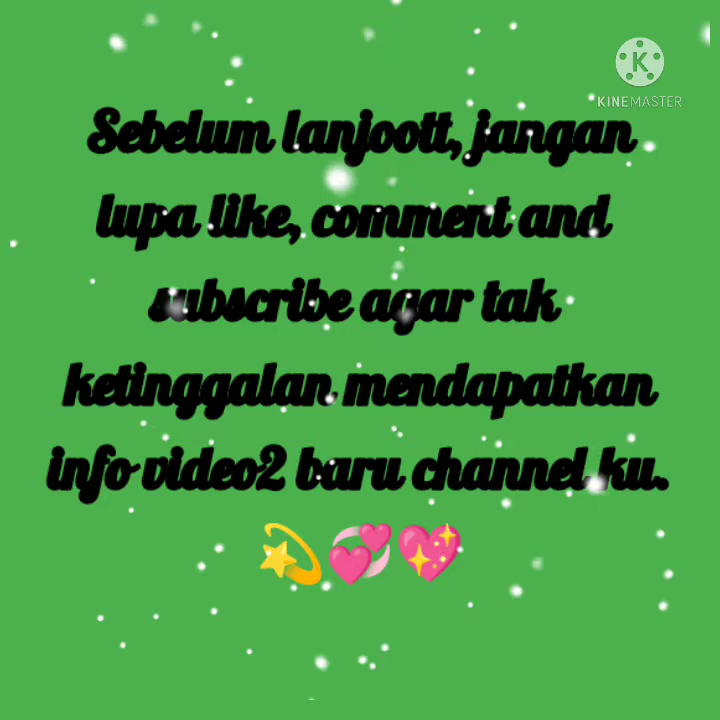 KINEMASTER
Sebelum lanjoott, jangan
lupa like, comment and
subscribe agar tak
ketinggalan mendapatkan
info video2 baru channel ku.
💫💞💖